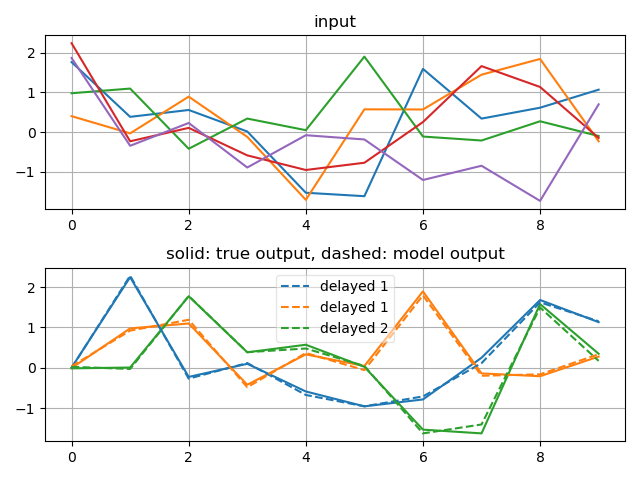 input
2
1
0
−1
0 2 4 6 8
solid: true output, dashed: model output
delayed 1
delayed 1
delayed 2
2
1
0
−1
0 2 4 6 8